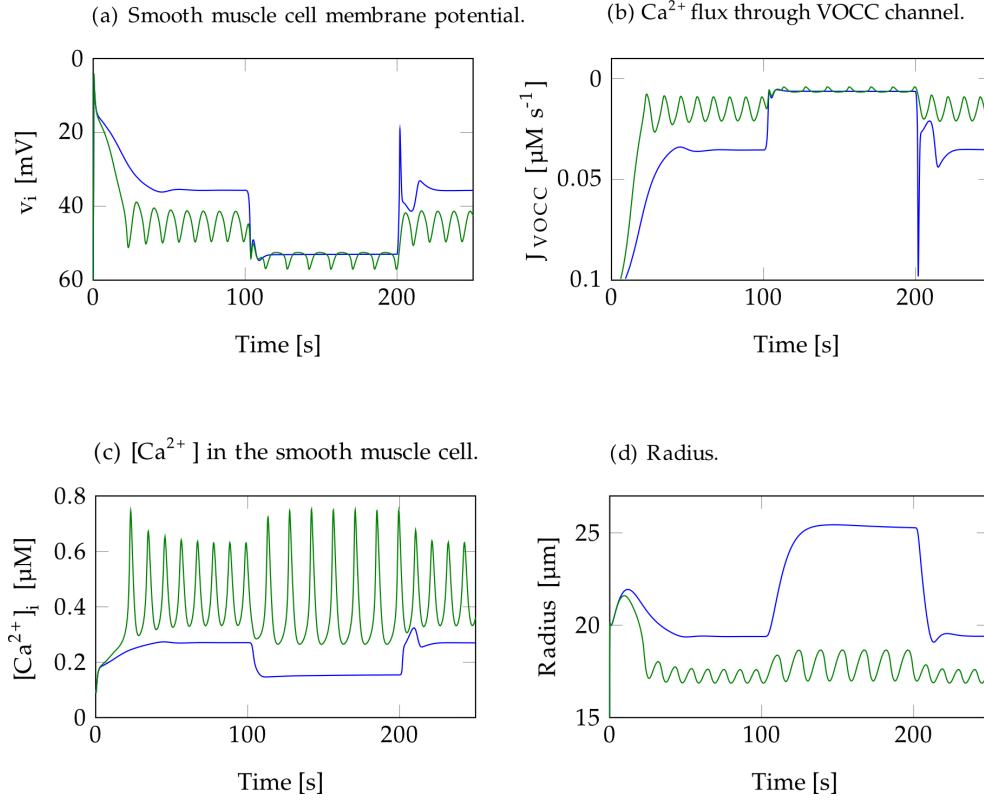 (a) Smooth muscle cell membrane potential.
0
20
40
60
v_i [mV]
0
100
200
Time [s]
(b) Ca²⁺ flux through VOCC channel.
0
0.05
0.1
J_VOCC [µM s⁻¹]
0
100
200
Time [s]
(c) [Ca²⁺ ] in the smooth muscle cell.
0.8
0.6
0.4
0.2
0
[Ca²⁺]_i [µM]
0
100
200
Time [s]
(d) Radius.
25
20
15
Radius [µm]
0
100
200
Time [s]